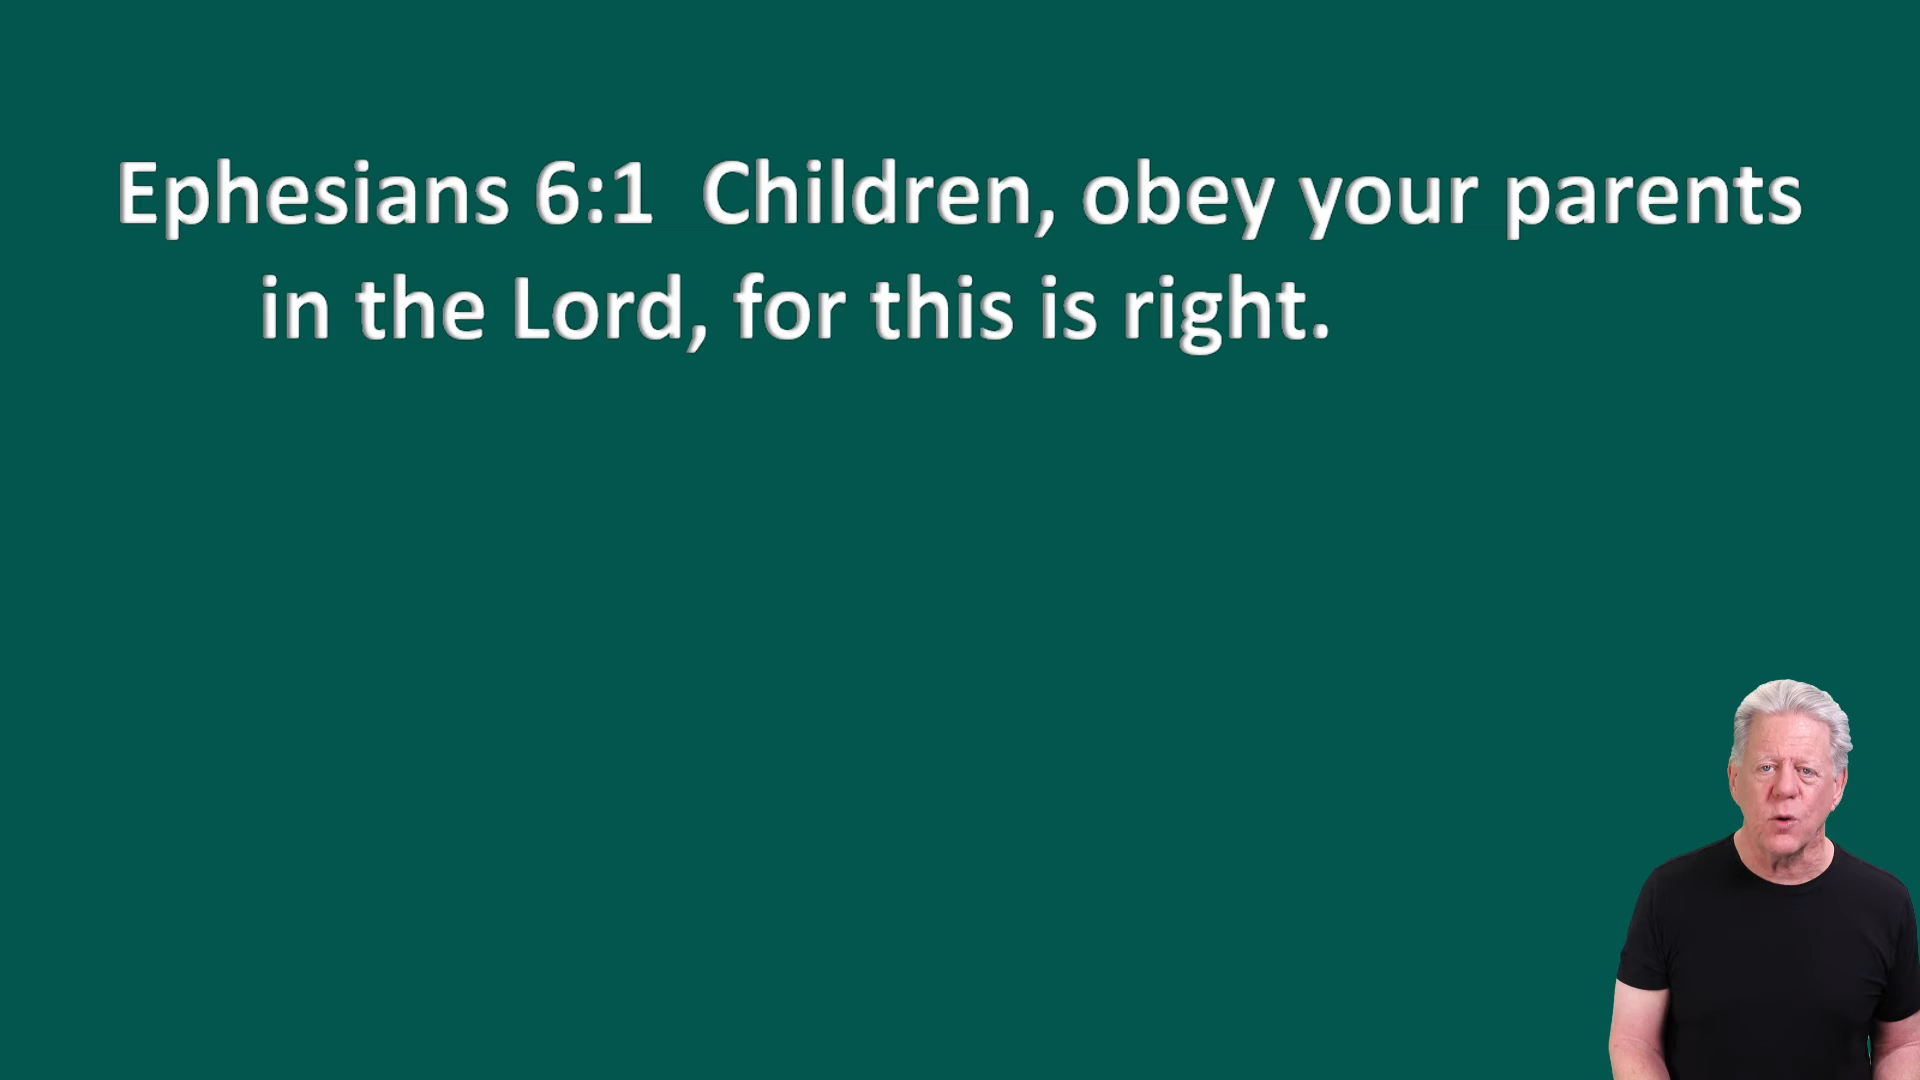 Ephesians 6:1  Children, obey your parents
in the Lord, for this is right.